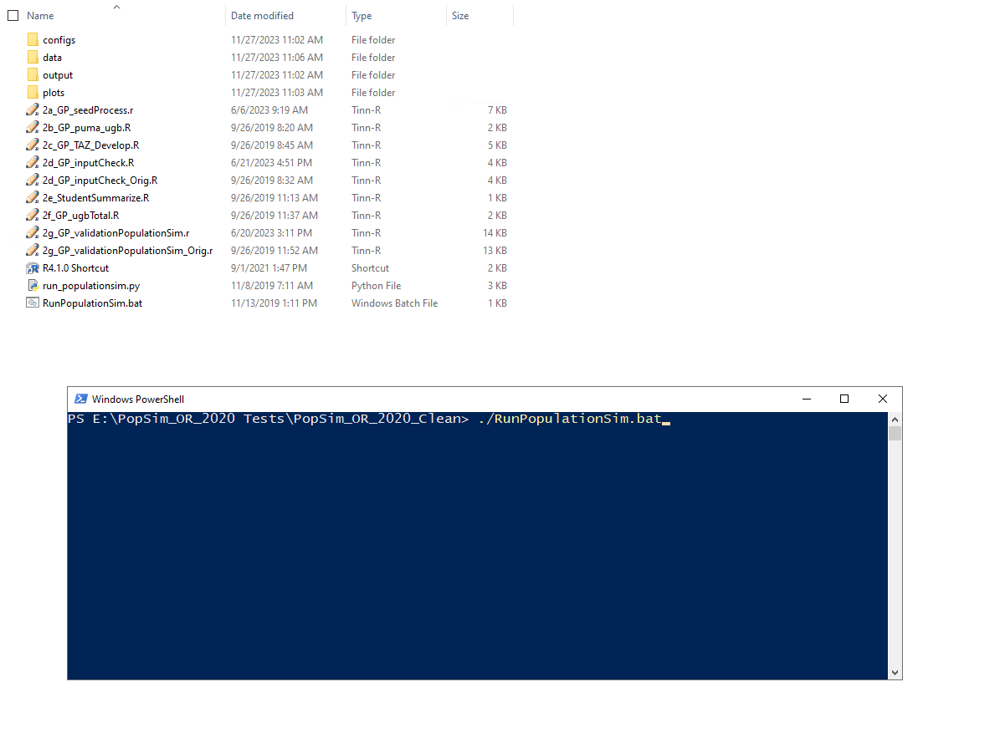 Name Date modified Type Size
configs 11/27/2023 11:02 AM File folder
data 11/27/2023 11:06 AM File folder
output 11/27/2023 11:02 AM File folder
plots 11/27/2023 11:03 AM File folder
2a_GP_seedProcess.r 6/6/2023 9:19 AM Tinn-R 7 KB
2b_GP_puma_ugb.R 9/26/2019 8:20 AM Tinn-R 2 KB
2c_GP_TAZ_Develop.R 9/26/2019 8:45 AM Tinn-R 5 KB
2d_GP_inputCheck.R 6/21/2023 4:51 PM Tinn-R 4 KB
2d_GP_inputCheck_Orig.R 9/26/2019 8:32 AM Tinn-R 4 KB
2e_StudentSummarize.R 9/26/2019 11:13 AM Tinn-R 1 KB
2f_GP_ugbTotal.R 9/26/2019 11:37 AM Tinn-R 2 KB
2g_GP_validationPopulationSim.r 6/20/2023 3:11 PM Tinn-R 14 KB
2g_GP_validationPopulationSim_Orig.r 9/26/2019 11:52 AM Tinn-R 13 KB
R4.1.0 Shortcut 9/1/2021 1:47 PM Shortcut 2 KB
run_populationsim.py 11/8/2019 7:11 AM Python File 3 KB
RunPopulationSim.bat 11/13/2019 1:11 PM Windows Batch File 1 KB
Windows PowerShell
PS E:\PopSim_OR_2020 Tests\PopSim_OR_2020_Clean> ./RunPopulationSim.bat